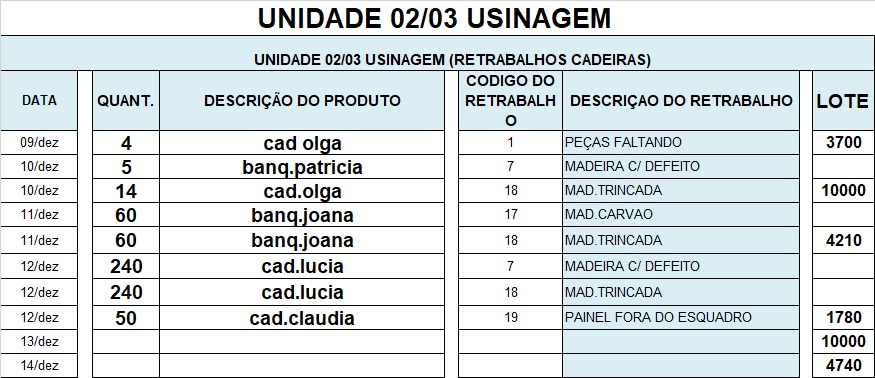 UNIDADE 02/03 USINAGEM
UNIDADE 02/03 USINAGEM (RETRABALHOS CADEIRAS)
DATA QUANT. DESCRIÇÃO DO PRODUTO CODIGO DO RETRABALH O DESCRIÇAO DO RETRABALHO LOTE
09/dez 4 cad olga 1 PEÇAS FALTANDO 3700
10/dez 5 banq.patricia 7 MADEIRA C/ DEFEITO
10/dez 14 cad.olga 18 MAD.TRINCADA 10000
11/dez 60 banq.joana 17 MAD.CARVAO
11/dez 60 banq.joana 18 MAD.TRINCADA 4210
12/dez 240 cad.lucia 7 MADEIRA C/ DEFEITO
12/dez 240 cad.lucia 18 MAD.TRINCADA
12/dez 50 cad.claudia 19 PAINEL FORA DO ESQUADRO 1780
13/dez 10000
14/dez 4740